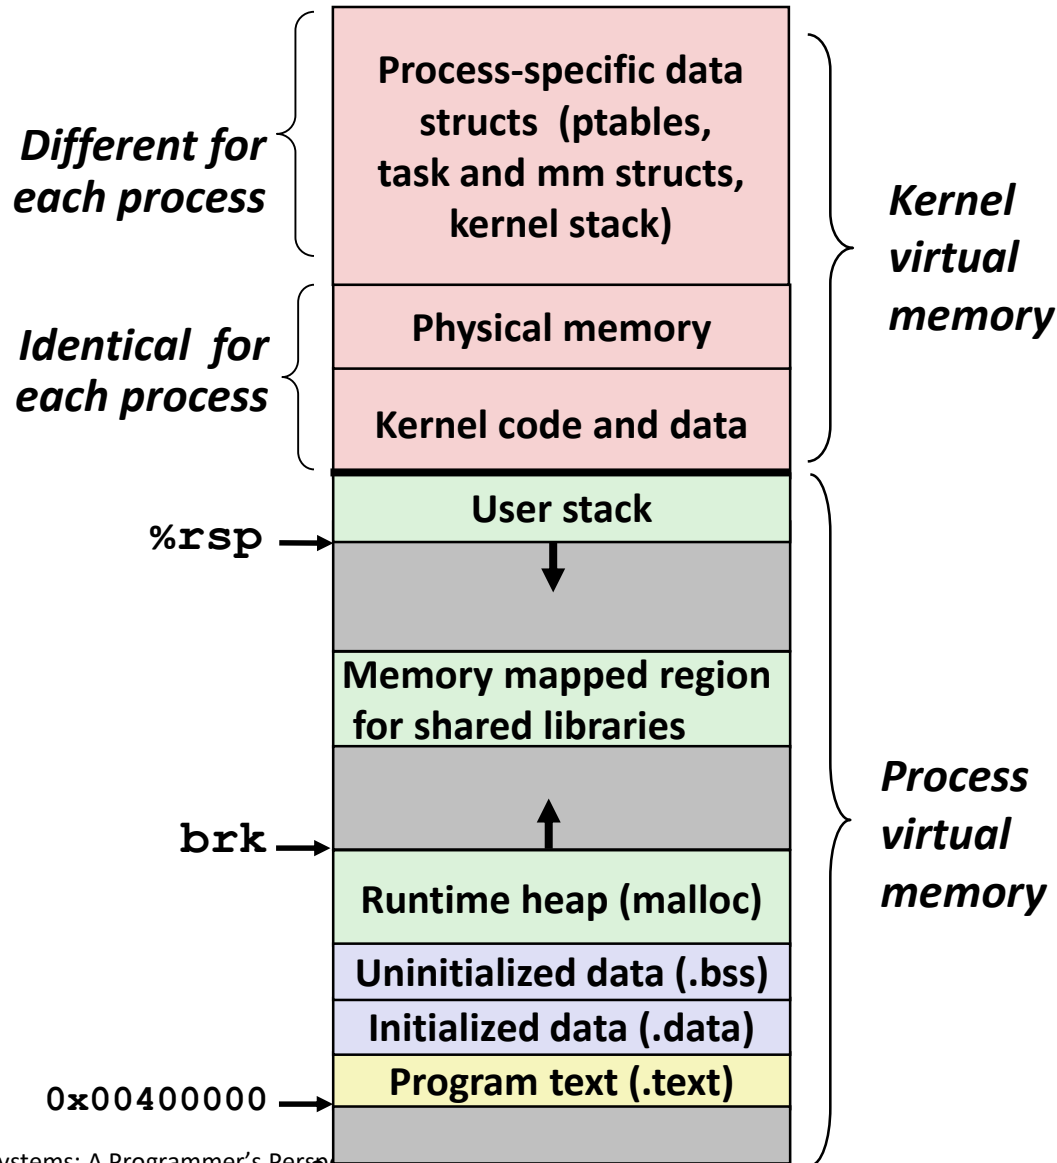 Process-specific data
structs (ptables,
task and mm structs,
kernel stack)
Different for
each process
Kernel
virtual
memory
Physical memory
Identical for
each process
Kernel code and data
User stack
%rsp
Memory mapped region
for shared libraries
Process
virtual
memory
brk
Runtime heap (malloc)
Uninitialized data (.bss)
Initialized data (.data)
Program text (.text)
0x00400000
A Programmer's